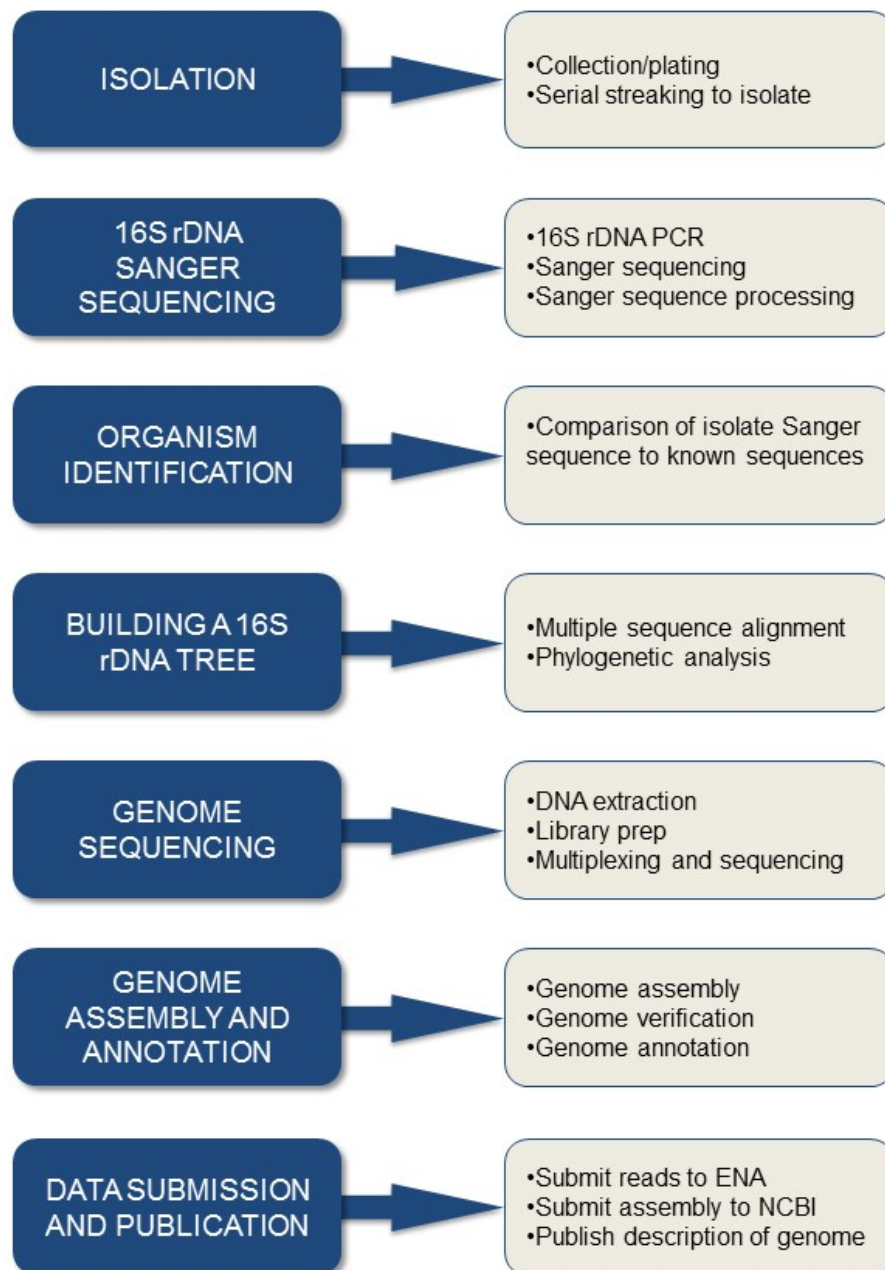 ISOLATION
•Collection/plating
•Serial streaking to isolate
16S rDNA
SANGER
SEQUENCING
•16S rDNA PCR
•Sanger sequencing
•Sanger sequence processing
ORGANISM
IDENTIFICATION
•Comparison of isolate Sanger
sequence to known sequences
BUILDING A 16S
rDNA TREE
•Multiple sequence alignment
•Phylogenetic analysis
GENOME
SEQUENCING
•DNA extraction
•Library prep
•Multiplexing and sequencing
GENOME
ASSEMBLY AND
ANNOTATION
•Genome assembly
•Genome verification
•Genome annotation
DATA SUBMISSION
AND PUBLICATION
•Submit reads to ENA
•Submit assembly to NCBI
•Publish description of genome